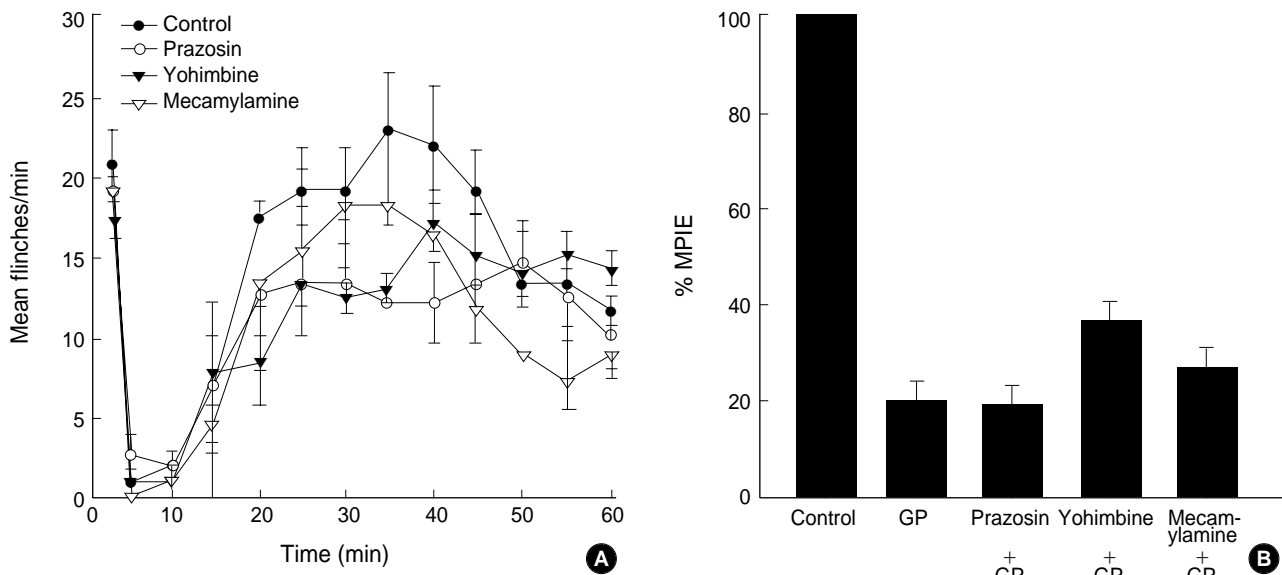 30
25
20
15
10
5
0
Mean flinches/min
Control
Prazosin
Yohimbine
Mecamylamine
0 10 20 30 40 50 60
Time (min)
A
100
80
60
40
20
0
% MPIE
Control GP Prazosin Yohimbine Mecam-
ylamine
+ + +
B